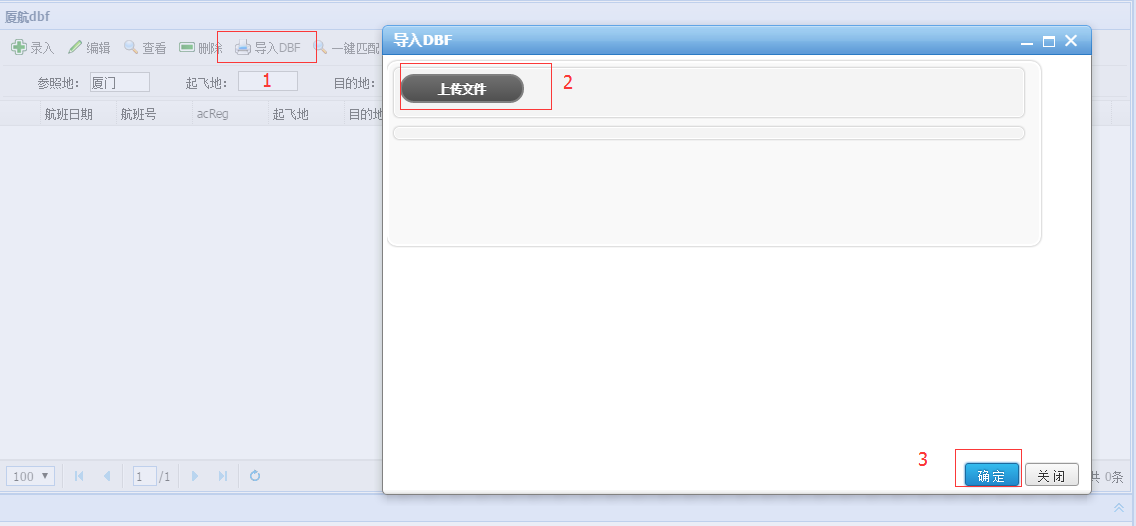 厦航dbf
导入DBF
录入 编辑 查看 删除 导入DBF 一键匹配
上传文件 2
参照地: 厦门 起飞地: 1 目的地:
航班日期 航班号 acReg 起飞地 目的地
3
100 1 /1 确定 关闭 共 0条